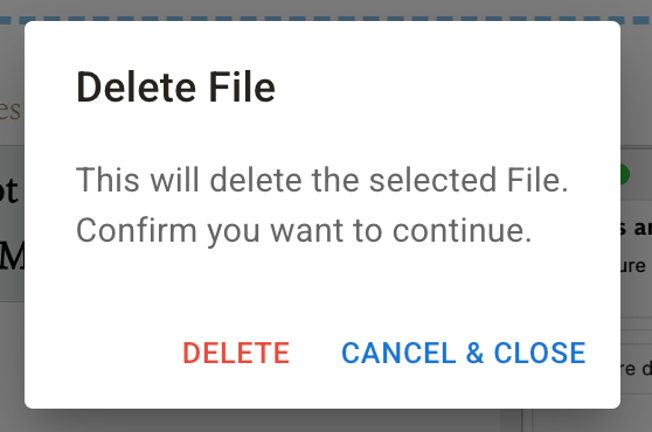 Delete File
This will delete the selected File.
Confirm you want to continue.
DELETE
CANCEL & CLOSE